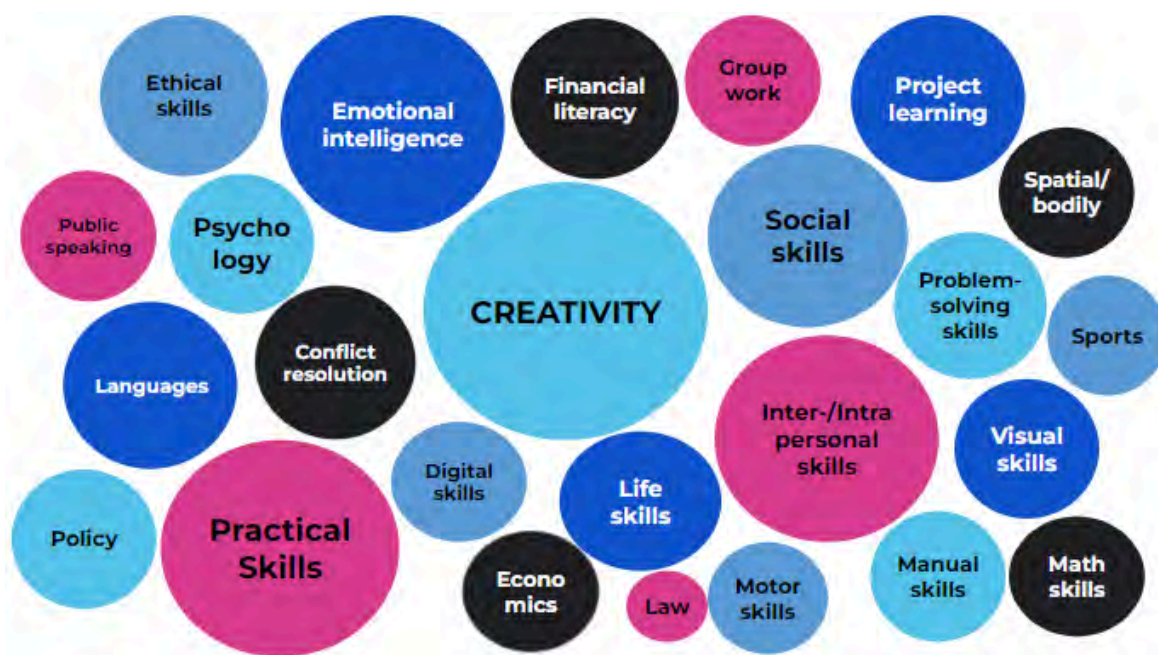 Ethical
skills
Emotional
intelligence
Financial
literacy
Group
work
Project
learning
Spatial/
bodily
Public
speaking
Psycho
logy
Social
skills
CREATIVITY
Problem-
solving
skills
Sports
Conflict
resolution
Languages
Inter-/Intra
personal
skills
Visual
skills
Digital
skills
Life
skills
Policy
Practical
Skills
Econo
mics
Law
Motor
skills
Manual
skills
Math
skills